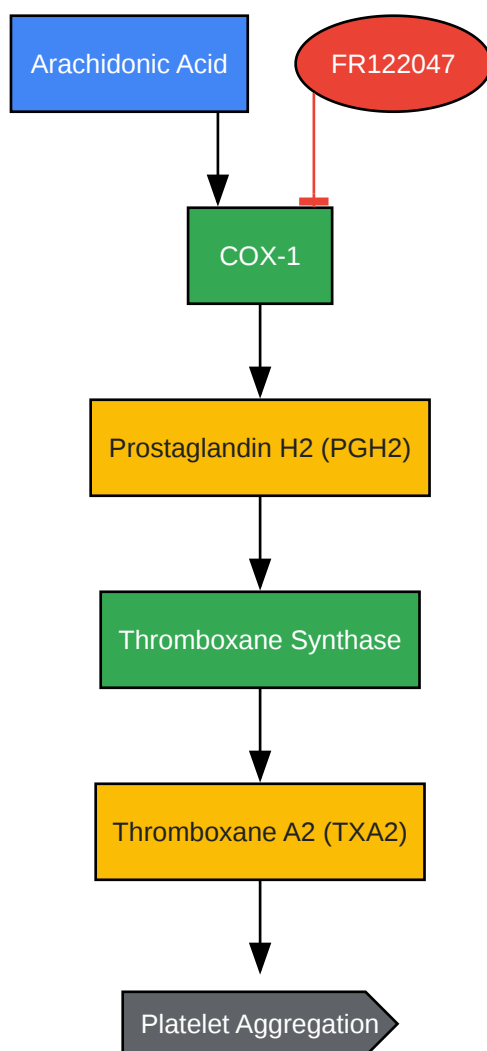 Arachidonic Acid
FR122047
COX-1
Prostaglandin H2 (PGH2)
Thromboxane Synthase
Thromboxane A2 (TXA2)
Platelet Aggregation